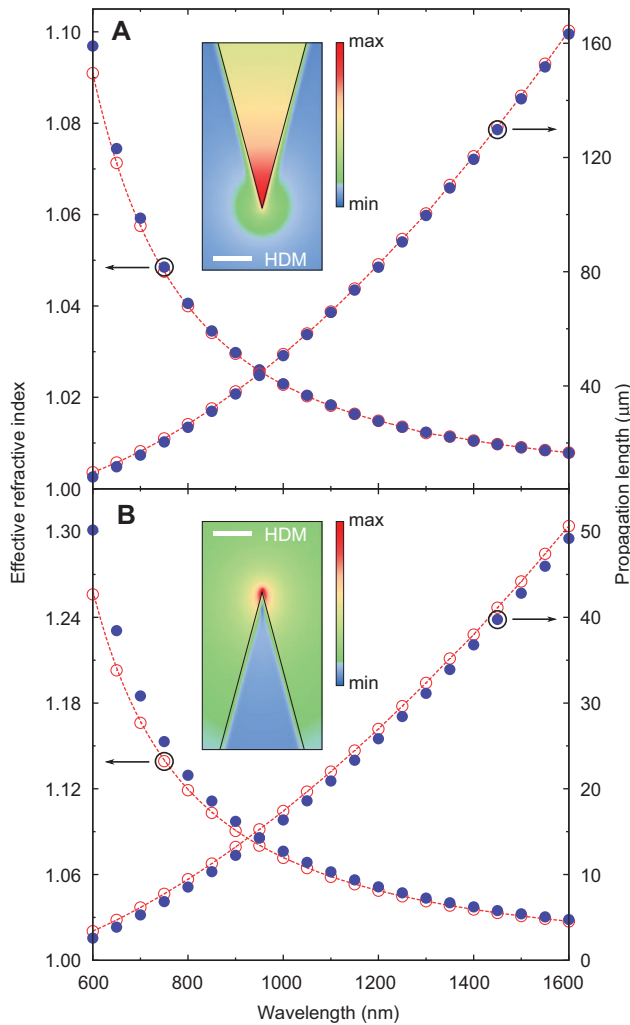 A
1.10
1.08
1.06
1.04
1.02
1.00
160
120
80
40
0
max
min
HDM
B
1.30
1.24
1.18
1.12
1.06
1.00
50
40
30
20
10
0
HDM
max
min
Effective refractive index
Propagation length (μm)
600 800 1000 1200 1400 1600
Wavelength (nm)